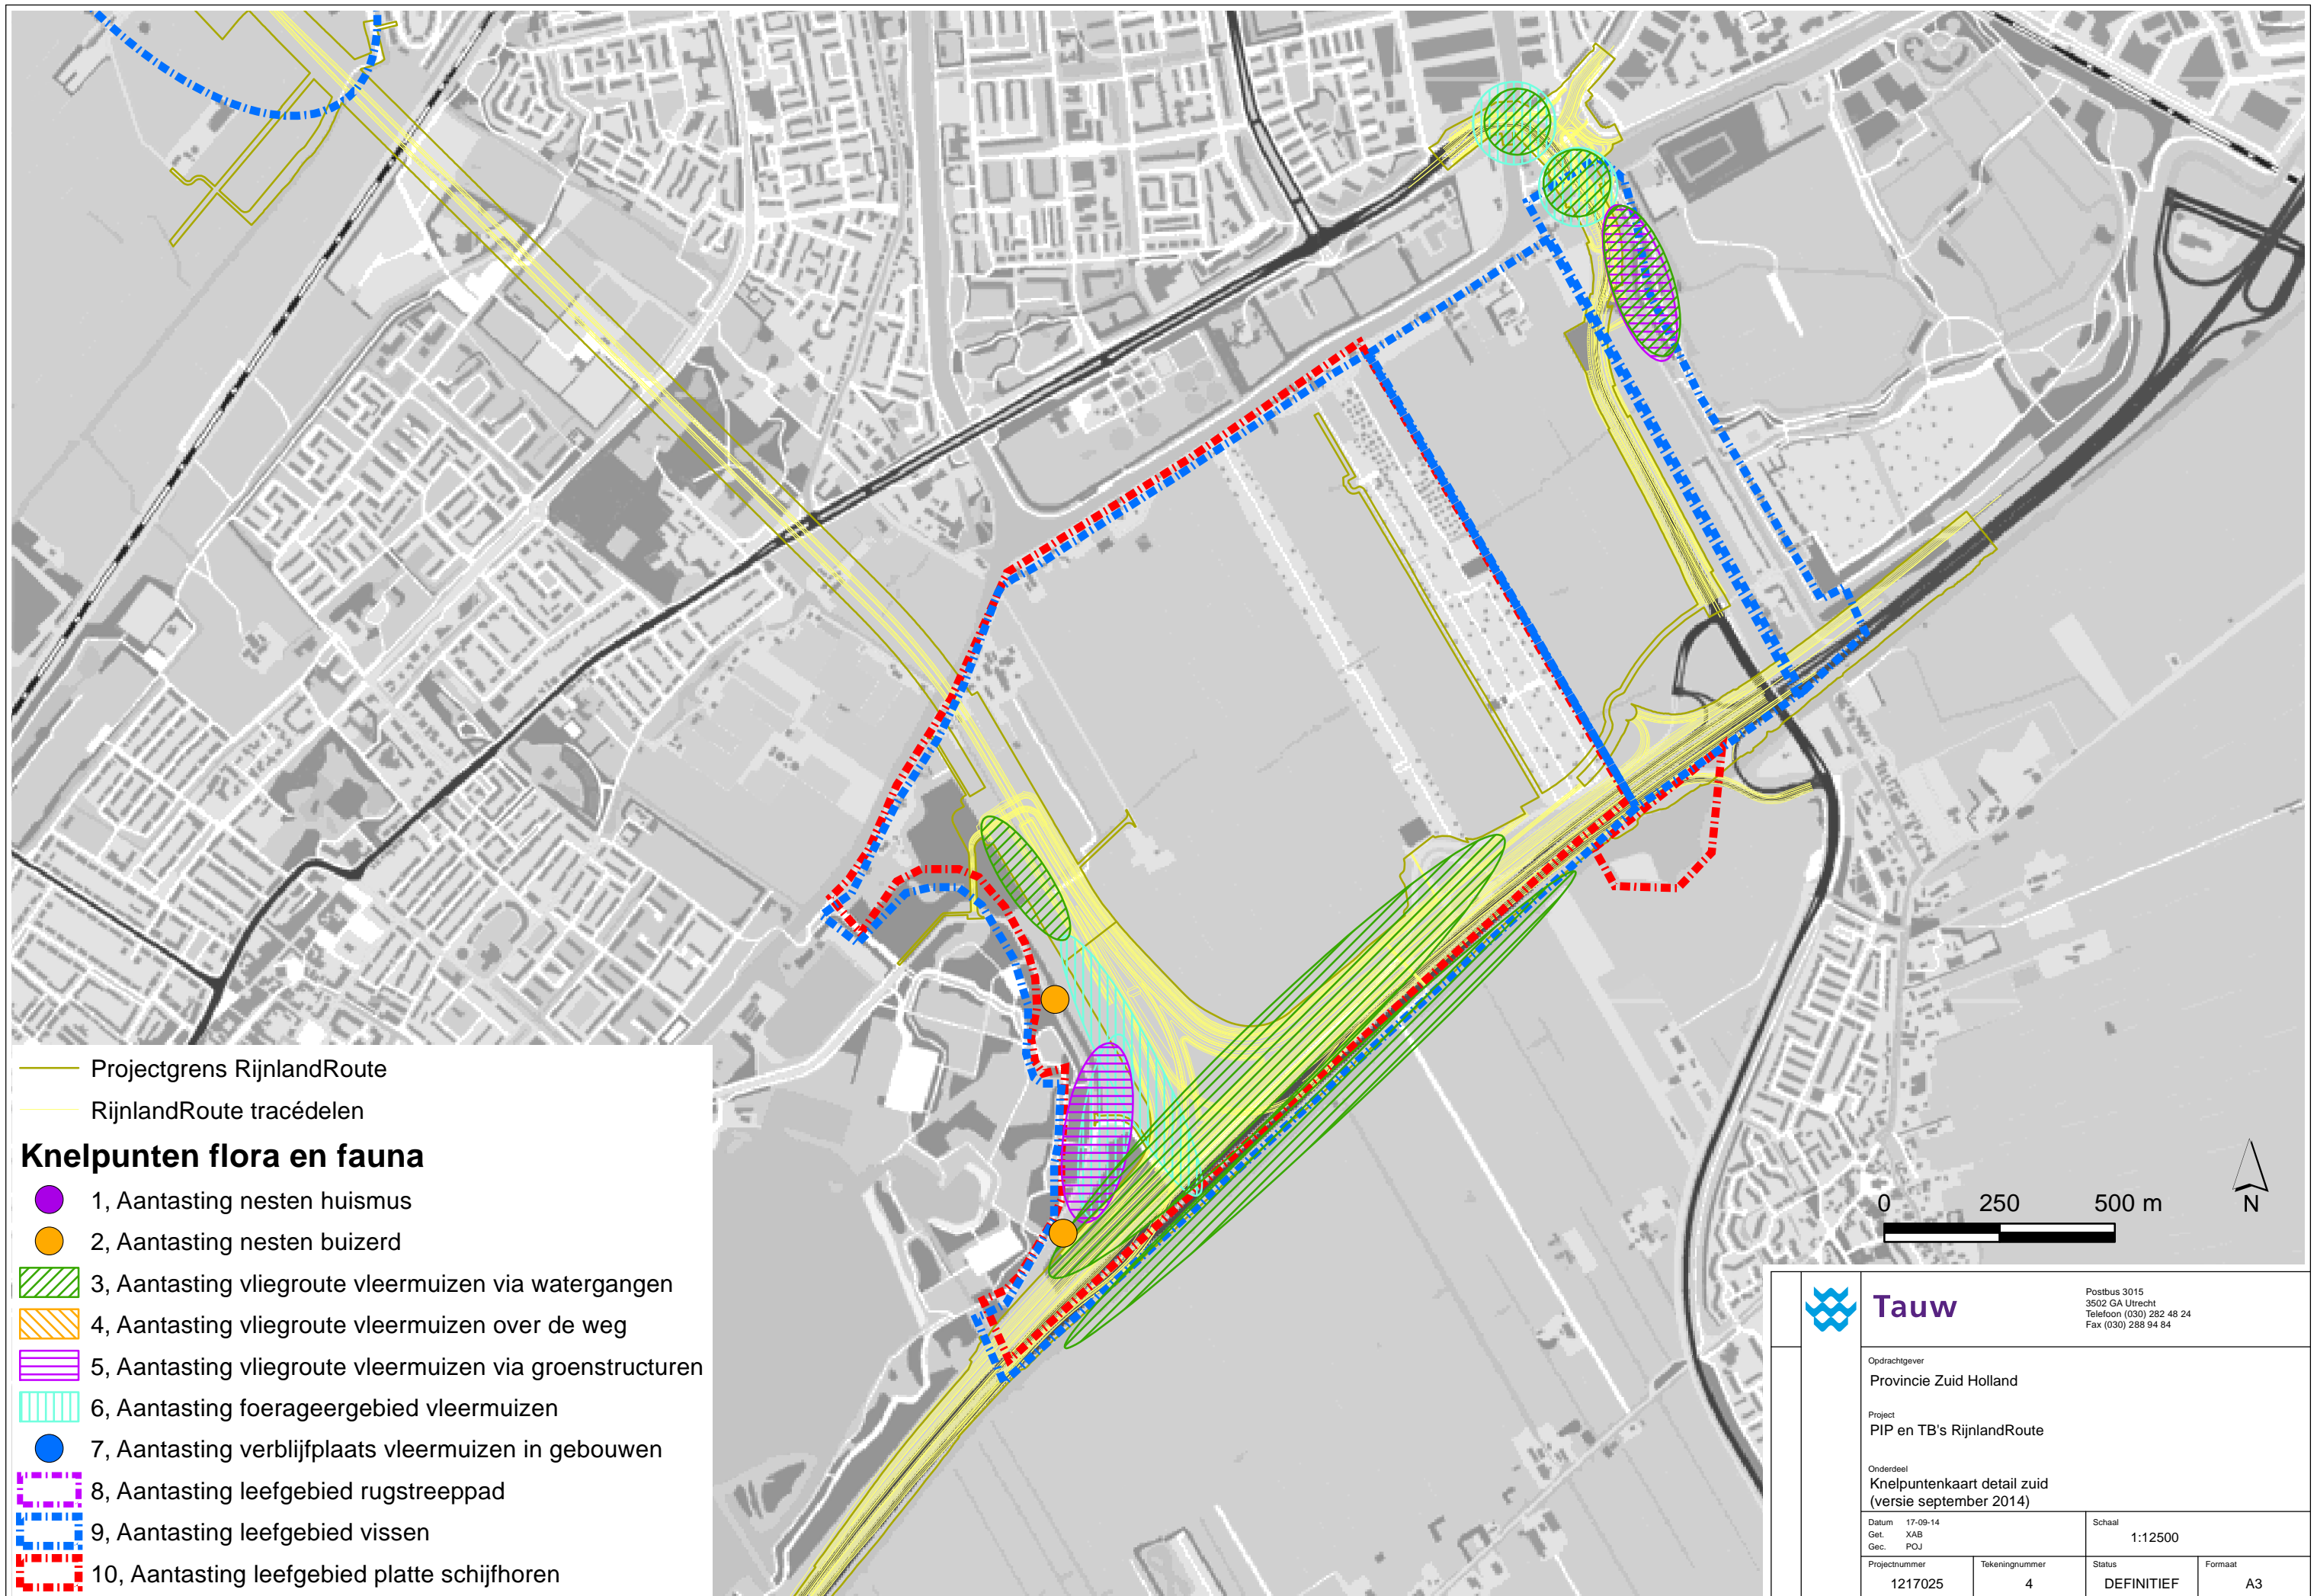 Projectgrens RijnlandRoute
RijnlandRoute tracédelen
Knelpunten flora en fauna
1, Aantasting nesten huismus
2, Aantasting nesten buizerd
3, Aantasting vliegroute vleermuizen via watergangen
4, Aantasting vliegroute vleermuizen over de weg
5, Aantasting vliegroute vleermuizen via groenstructuren
6, Aantasting foerageergebied vleermuizen
7, Aantasting verblijfplaats vleermuizen in gebouwen
8, Aantasting leefgebied rugstreeppad
9, Aantasting leefgebied vissen
10, Aantasting leefgebied platte schijfhoren
0 250 500 m
N
Tauw
Postbus 3015
3502 GA Utrecht
Telefoon (030) 282 48 24
Fax (030) 288 94 84
Opdrachtgever
Provincie Zuid Holland
Project
PIP en TB's RijnlandRoute
Onderdeel
Knelpuntenkaart detail zuid
(versie september 2014)
Datum 17-09-14
Get. XAB
Gec. POJ
Schaal
1:12500
Projectnummer
1217025
Tekeningnummer
4
Status
DEFINITIEF
Formaat
A3